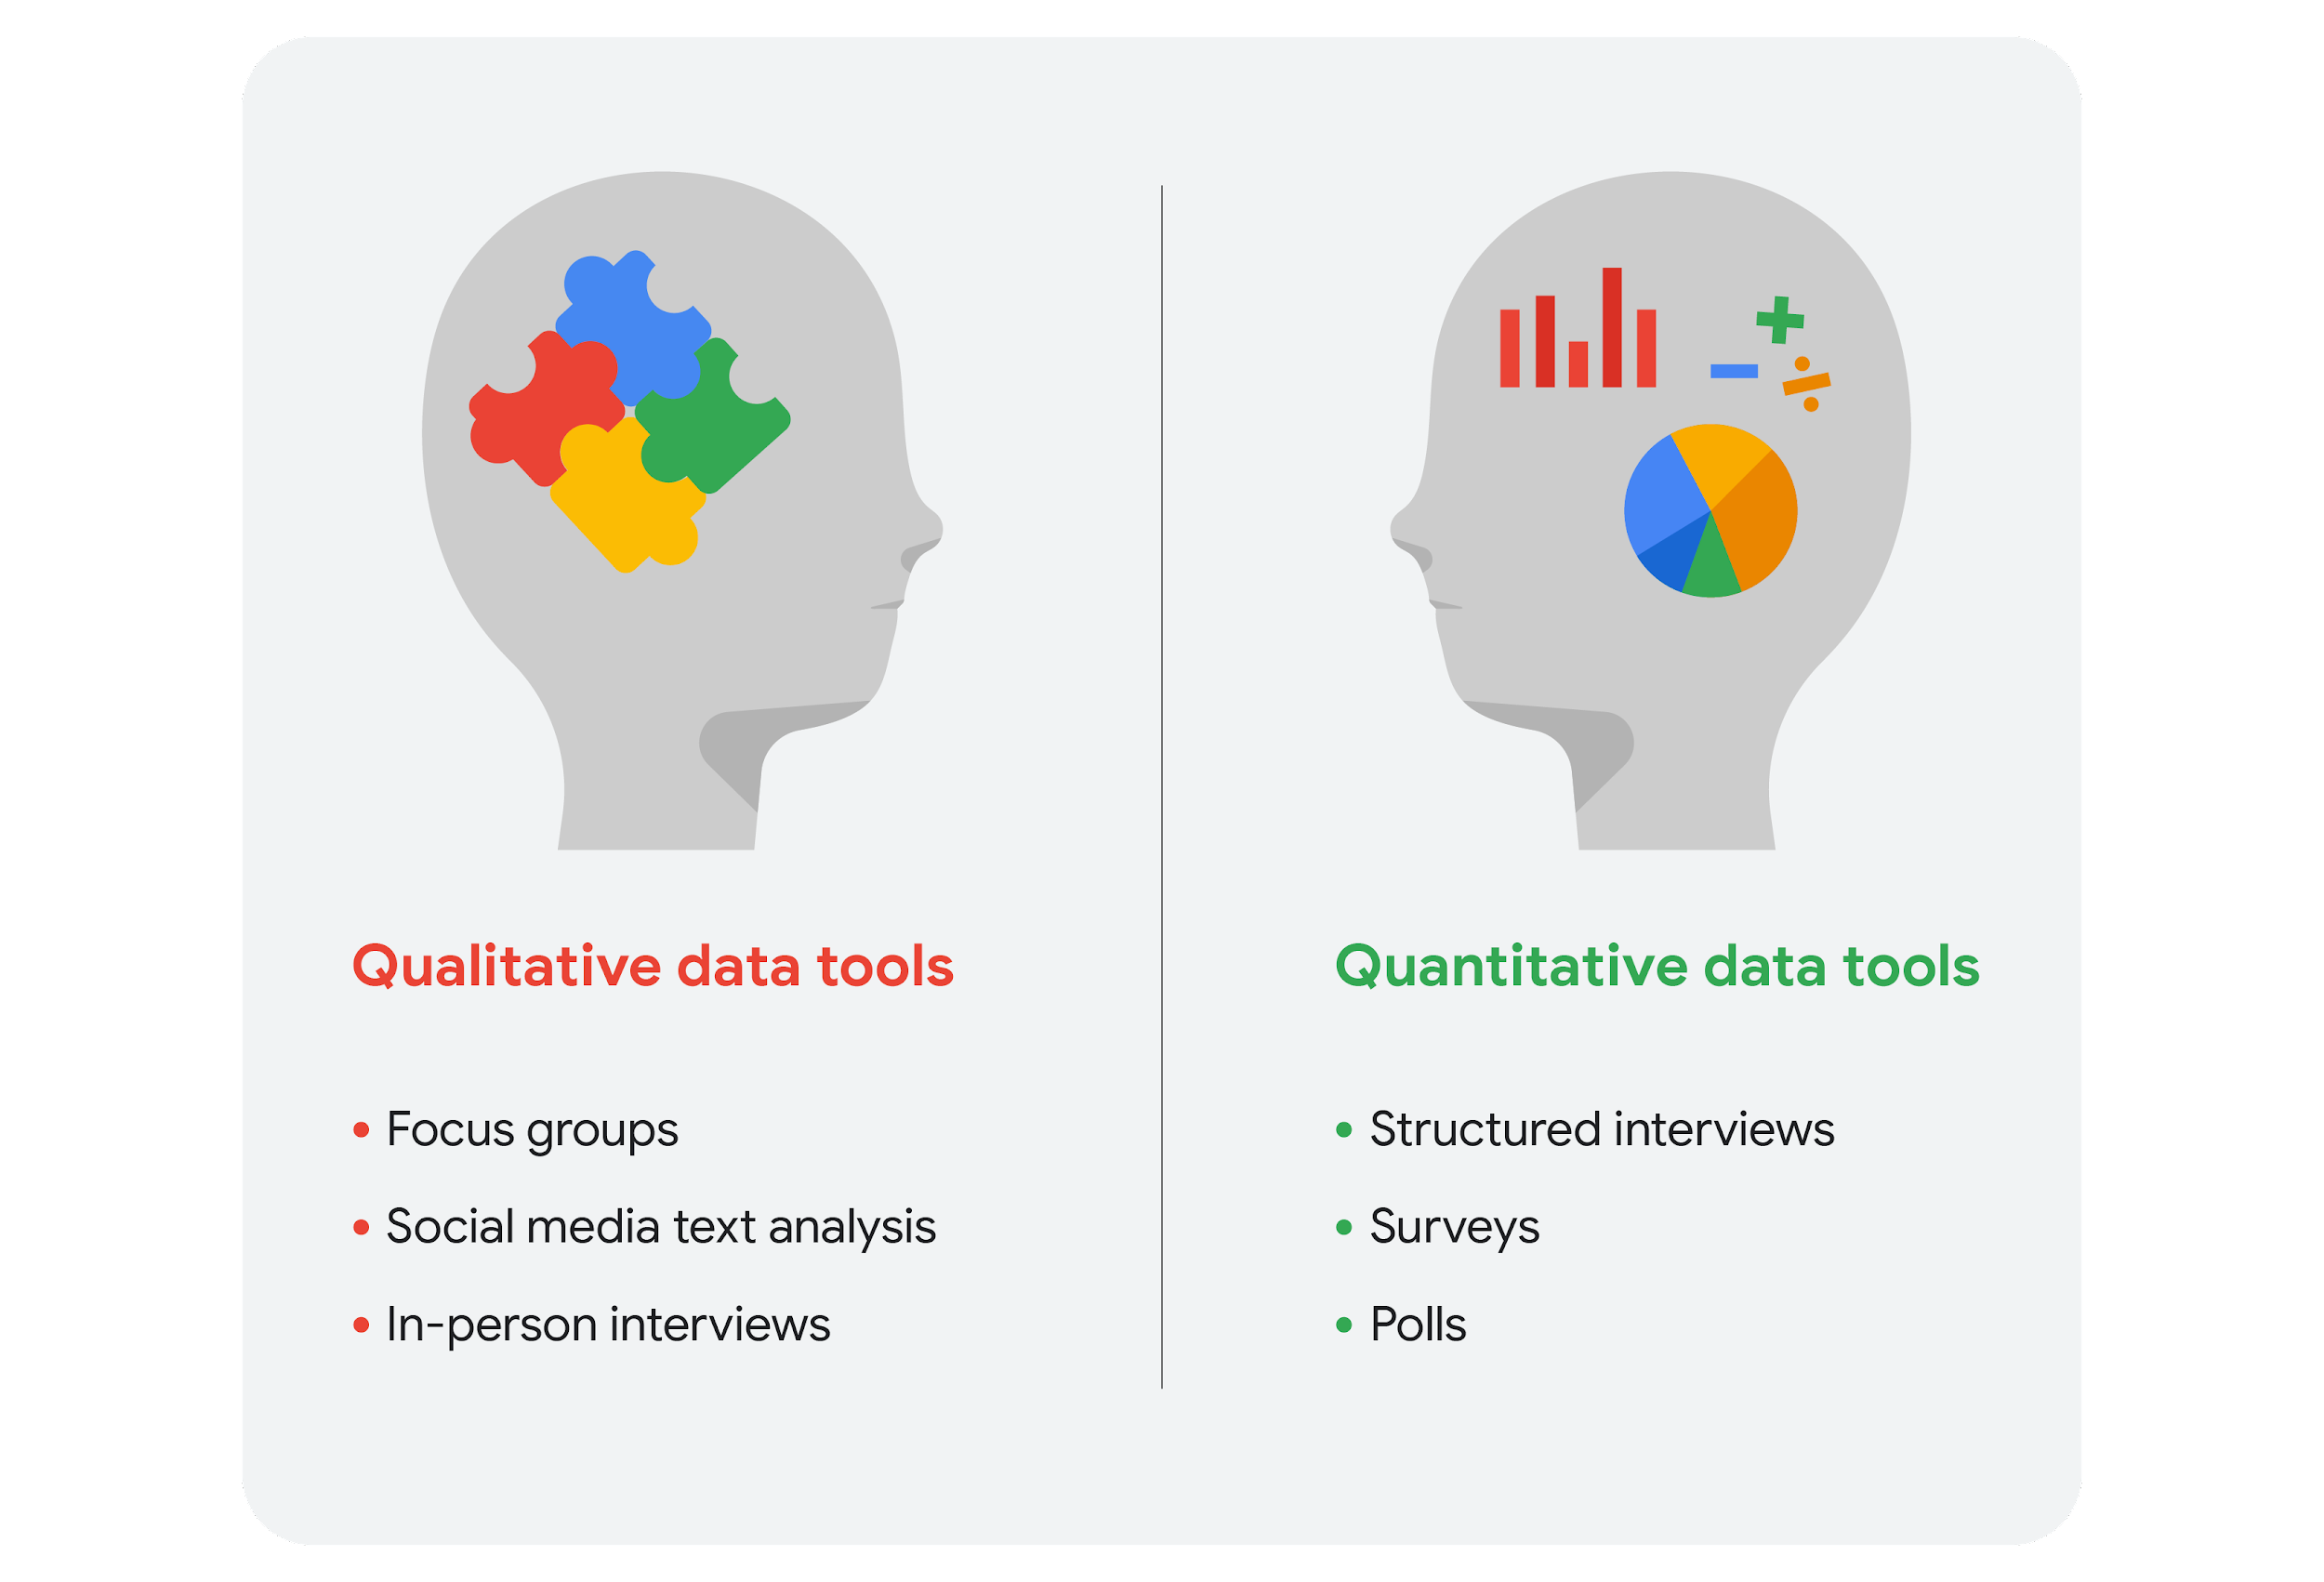 Qualitative data tools
• Focus groups
• Social media text analysis
• In-person interviews
Quantitative data tools
• Structured interviews
• Surveys
• Polls